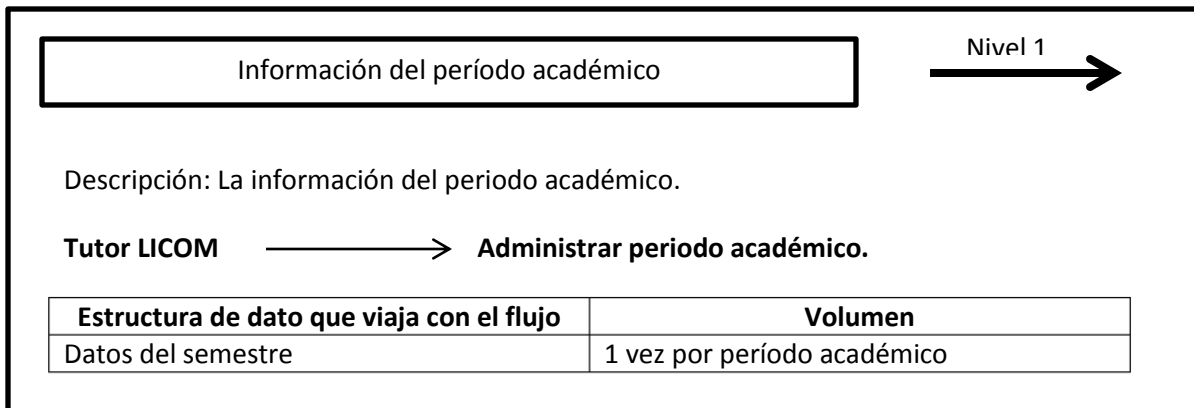 Información del período académico
Nivel 1
Descripción: La información del periodo académico.
Tutor LICOM Administrar periodo académico.
Estructura de dato que viaja con el flujo Volumen
Datos del semestre 1 vez por período académico